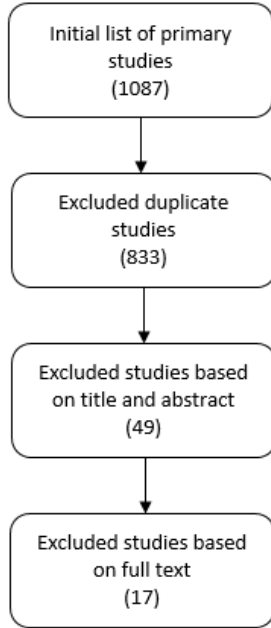 Initial list of primary
studies
(1087)
Excluded duplicate
studies
(833)
Excluded studies based
on title and abstract
(49)
Excluded studies based
on full text
(17)